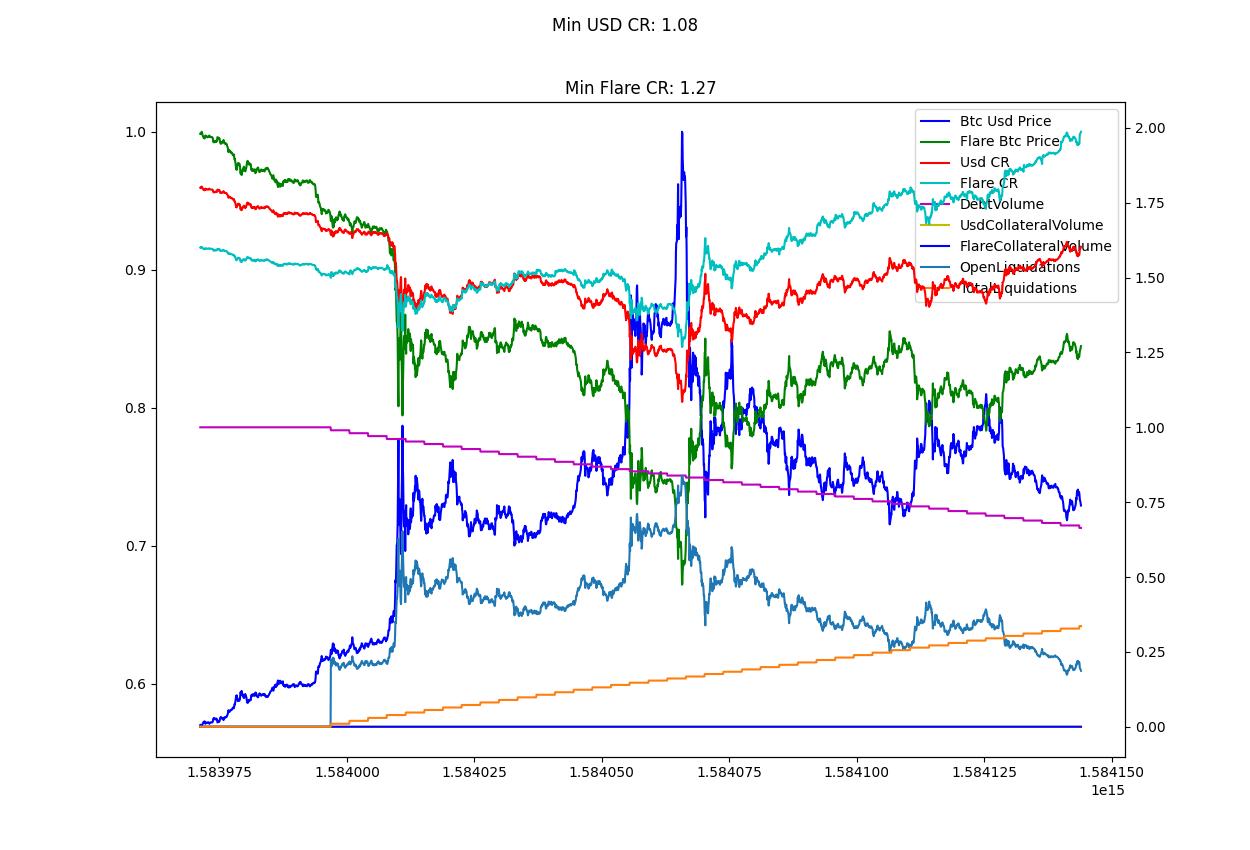 Min USD CR: 1.08
Min Flare CR: 1.27
1.0
0.9
0.8
0.7
0.6
2.00
1.75
1.50
1.25
1.00
0.75
0.50
0.25
0.00
Btc Usd Price
Flare Btc Price
Usd CR
Flare CR
DebtVolume
UsdCollateralVolume
FlareCollateralVolume
OpenLiquidations
TotalLiquidations
1.583975 1.584000 1.584025 1.584050 1.584075 1.584100 1.584125 1.584150
1e15